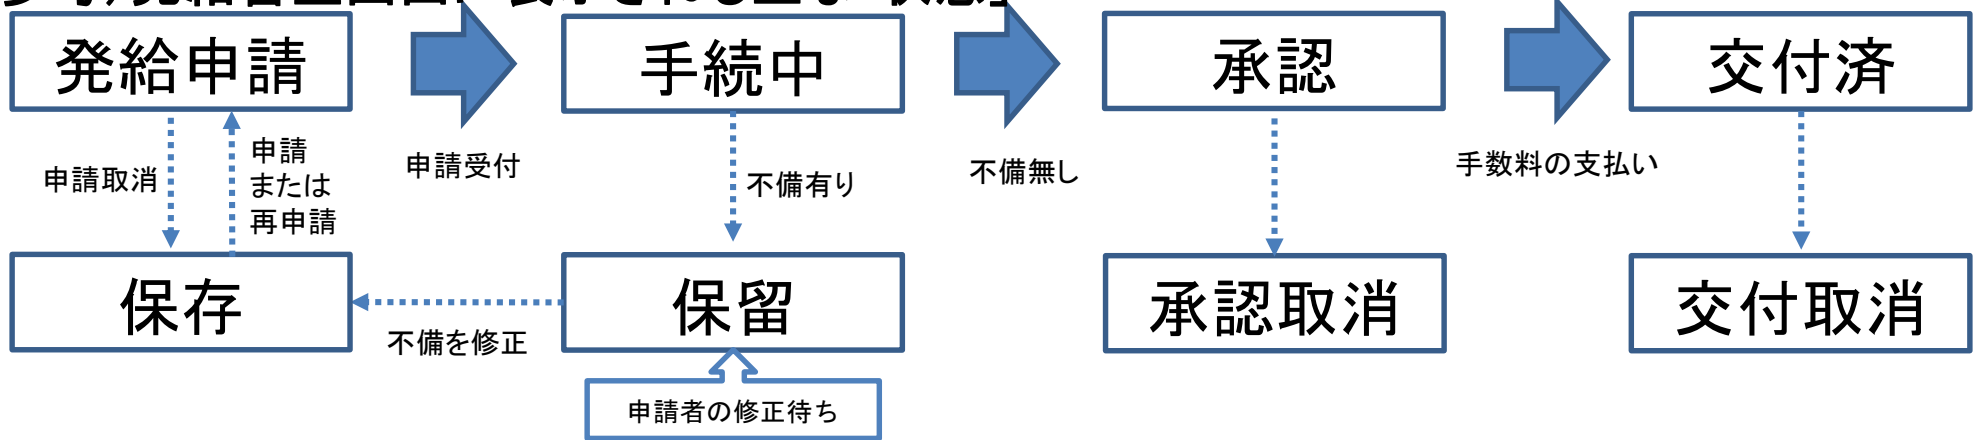 発給申請
手続中
承認
交付済
申請取消
申請
または
再申請
申請受付
不備有り
不備無し
手数料の支払い
保存
保留
承認取消
交付取消
不備を修正
申請者の修正待ち